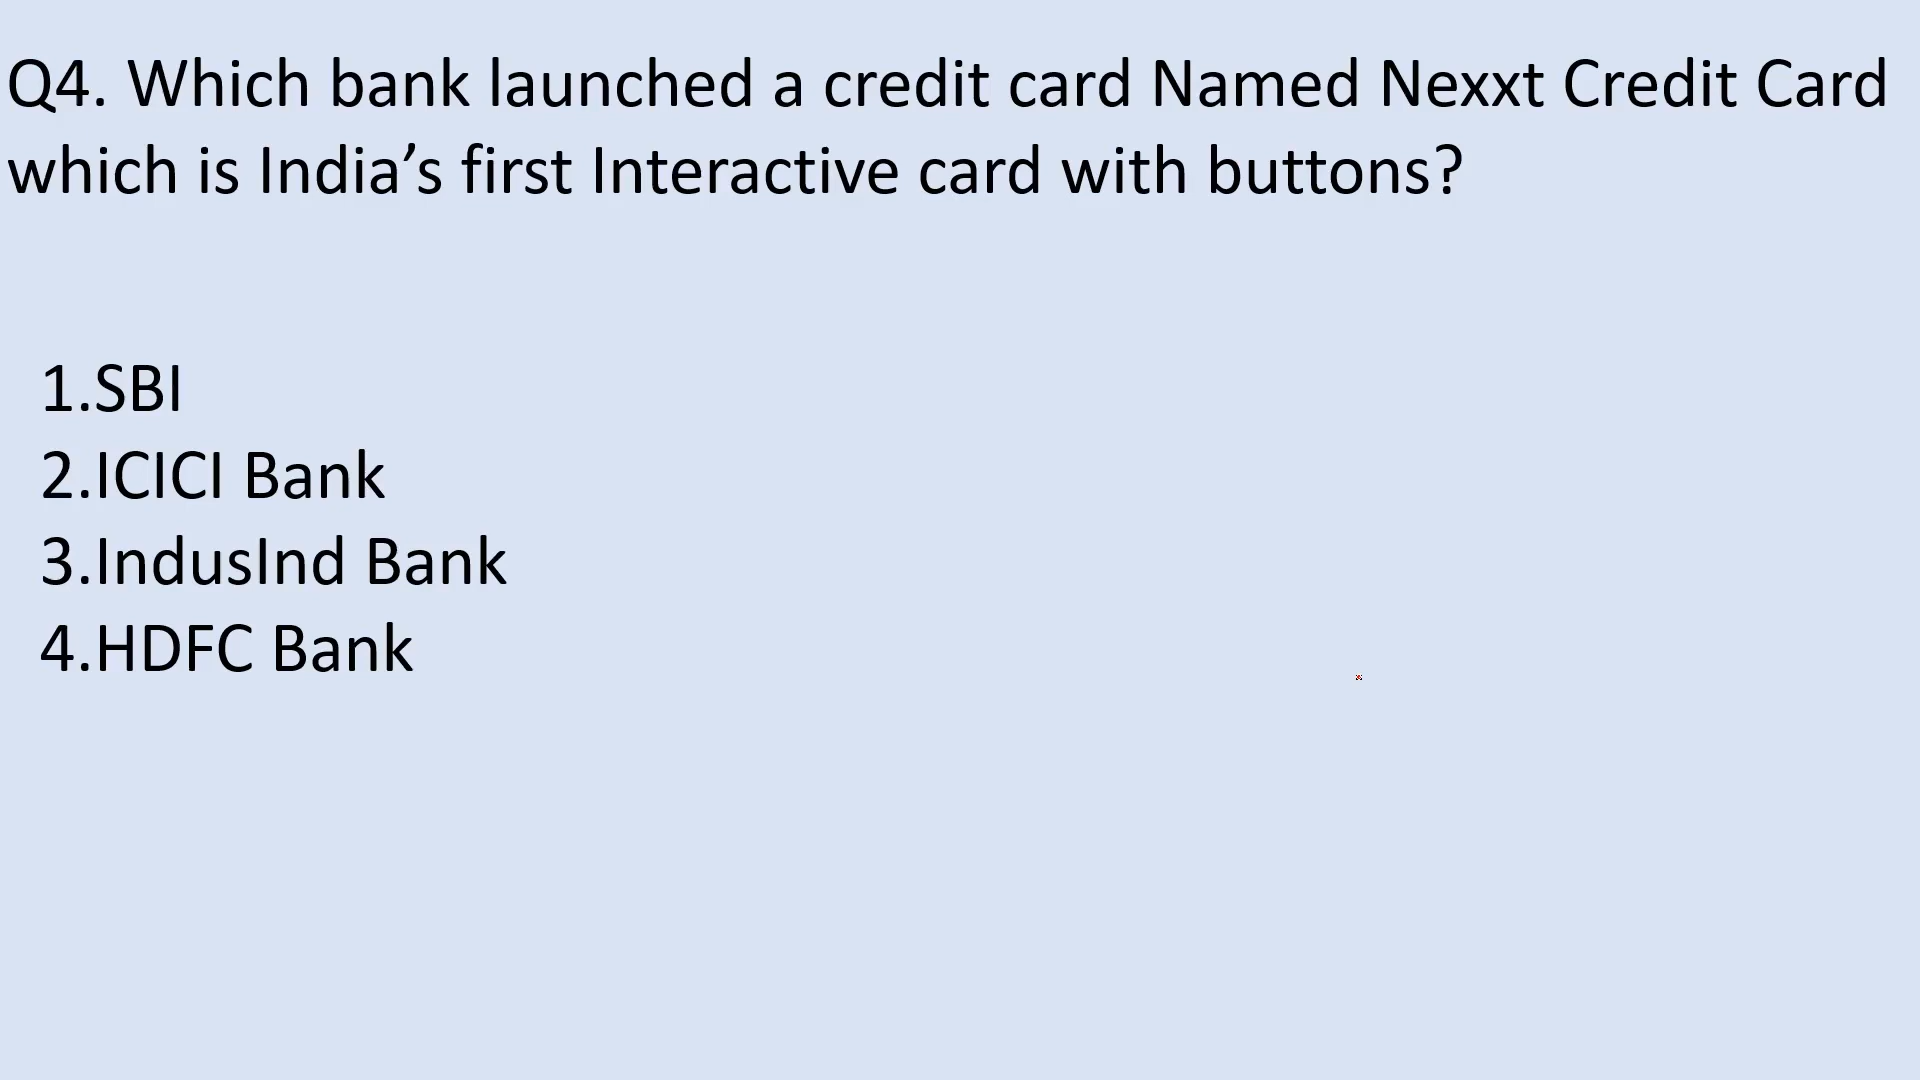 Q4. Which bank launched a credit card Named Nexxt Credit Card
which is India’s first Interactive card with buttons?
1.SBI
2.ICICI Bank
3.IndusInd Bank
4.HDFC Bank